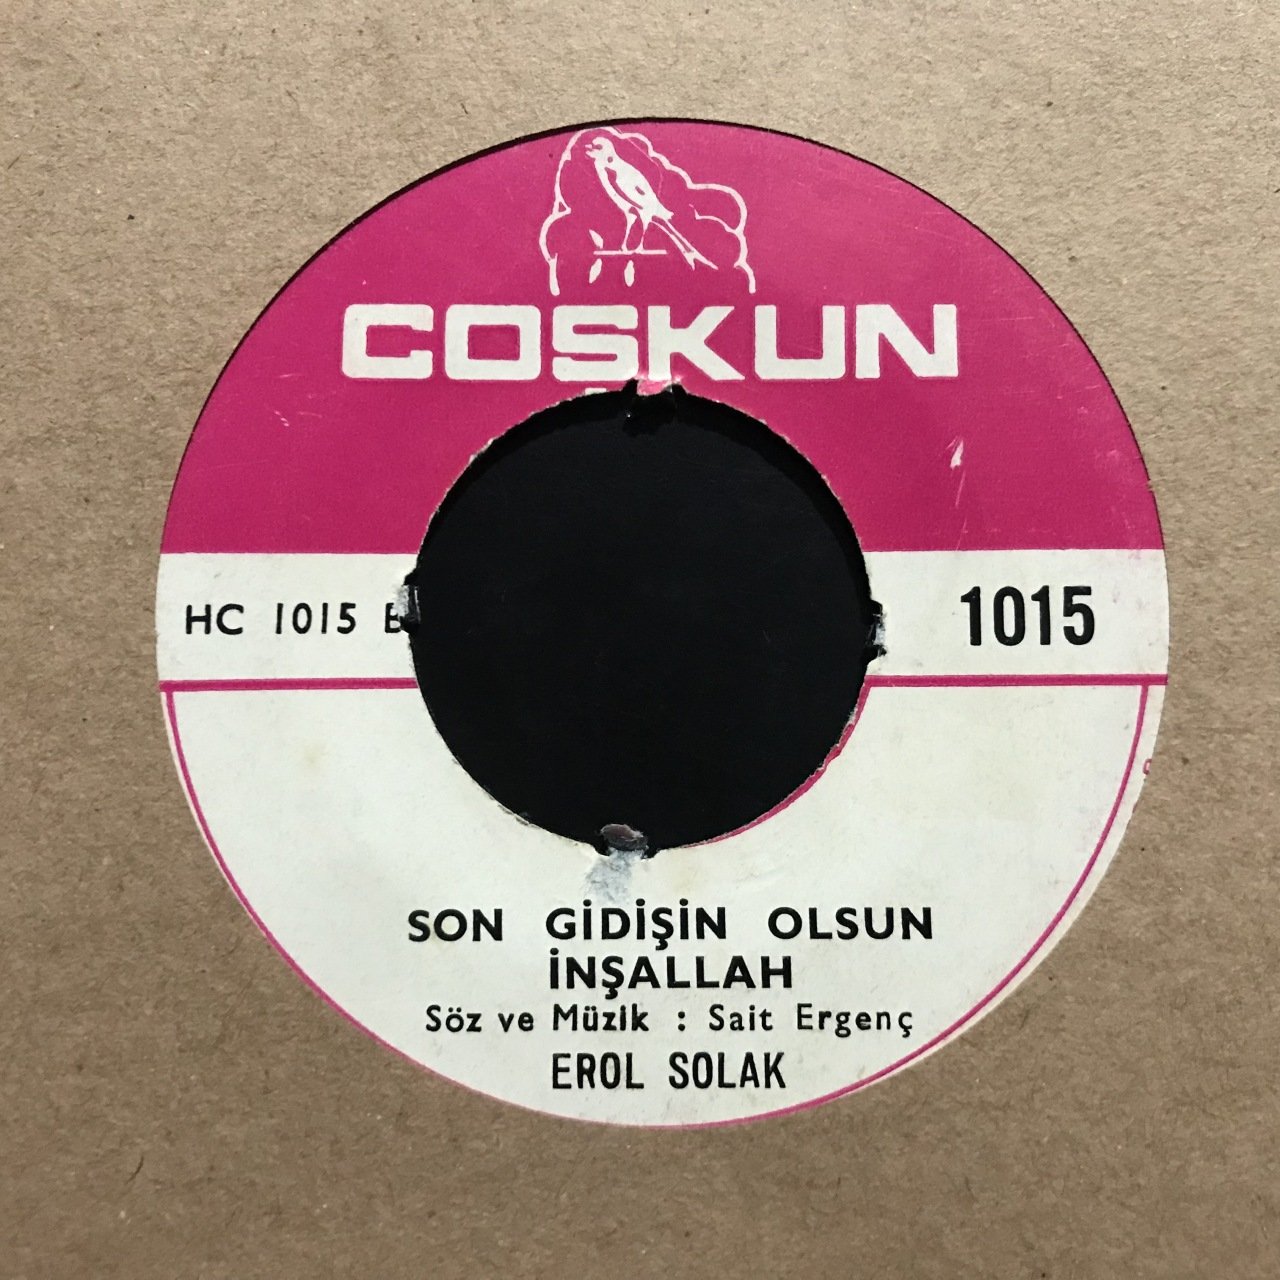 COŞKUN
HC 1015 B
1015
SON GİDİŞİN OLSUN
İNŞALLAH
Söz ve Müzik : Sait Ergenç
EROL SOLAK